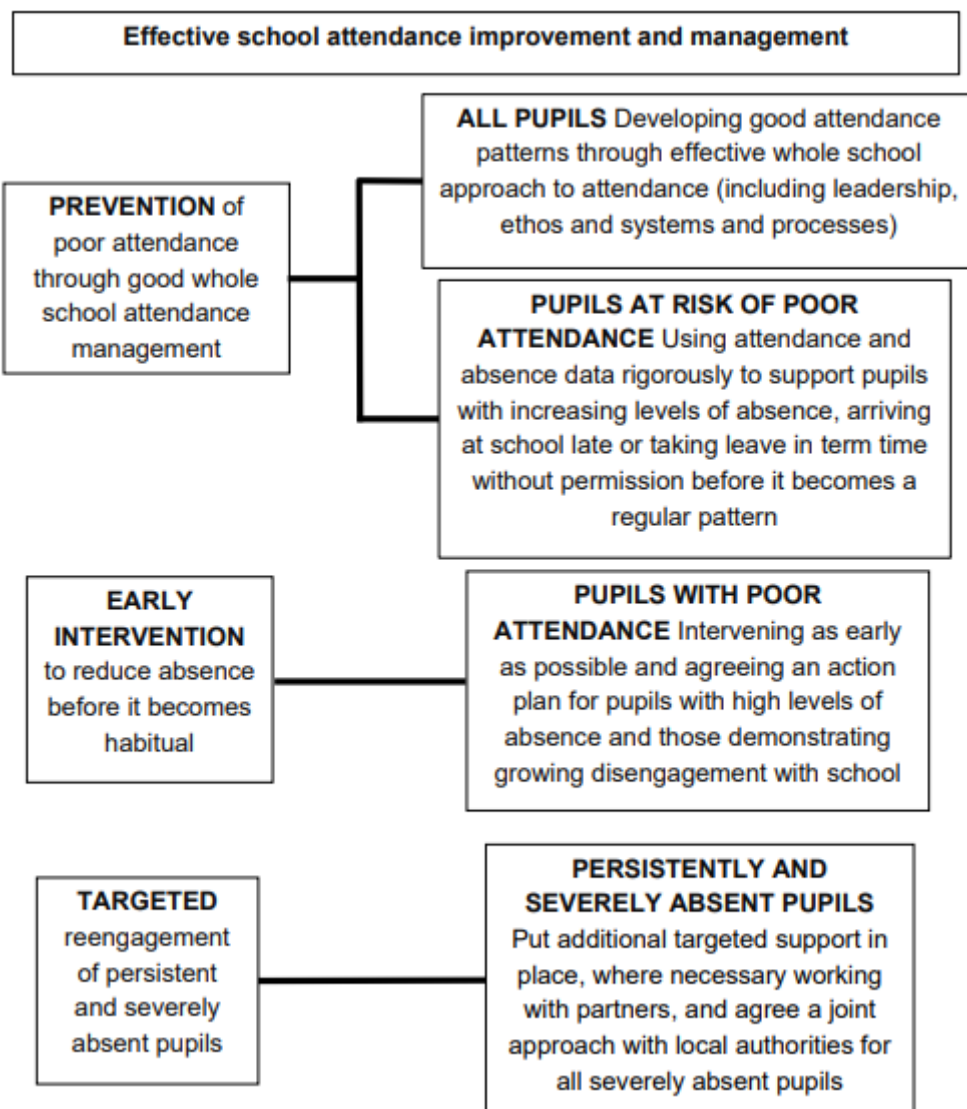 Effective school attendance improvement and management
PREVENTION of
poor attendance
through good whole
school attendance
management
ALL PUPILS Developing good attendance
patterns through effective whole school
approach to attendance (including leadership,
ethos and systems and processes)
PUPILS AT RISK OF POOR
ATTENDANCE Using attendance and
absence data rigorously to support pupils
with increasing levels of absence, arriving
at school late or taking leave in term time
without permission before it becomes a
regular pattern
EARLY
INTERVENTION
to reduce absence
before it becomes
habitual
PUPILS WITH POOR
ATTENDANCE Intervening as early
as possible and agreeing an action
plan for pupils with high levels of
absence and those demonstrating
growing disengagement with school
TARGETED
reengagement
of persistent
and severely
absent pupils
PERSISTENTLY AND
SEVERELY ABSENT PUPILS
Put additional targeted support in
place, where necessary working
with partners, and agree a joint
approach with local authorities for
all severely absent pupils